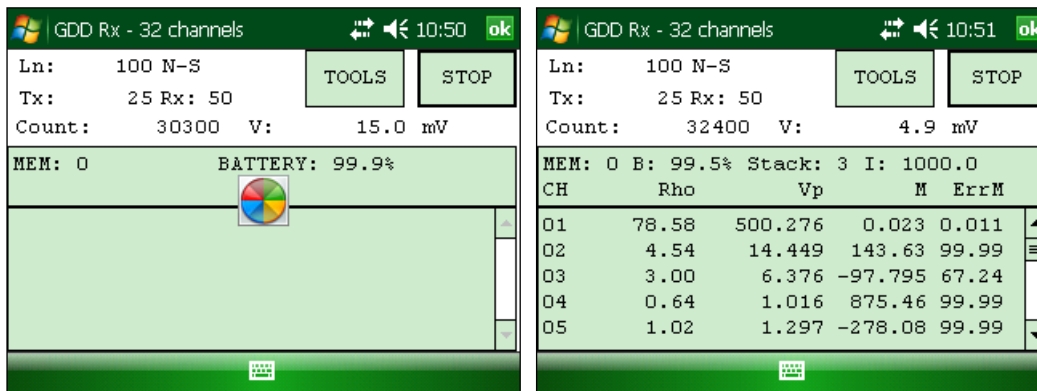 GDD Rx - 32 channels 10:50 ok
Ln: 100 N-S
TOOLS STOP
Tx: 25 Rx: 50
Count: 30300 V: 15.0 mV
MEM: 0 BATTERY: 99.9%
GDD Rx - 32 channels 10:51 ok
Ln: 100 N-S
TOOLS STOP
Tx: 25 Rx: 50
Count: 32400 V: 4.9 mV
MEM: 0 B: 99.5% Stack: 3 I: 1000.0
CH Rho Vp M ErrM
01 78.58 500.276 0.023 0.011
02 4.54 14.449 143.63 99.99
03 3.00 6.376 -97.795 67.24
04 0.64 1.016 875.46 99.99
05 1.02 1.297 -278.08 99.99